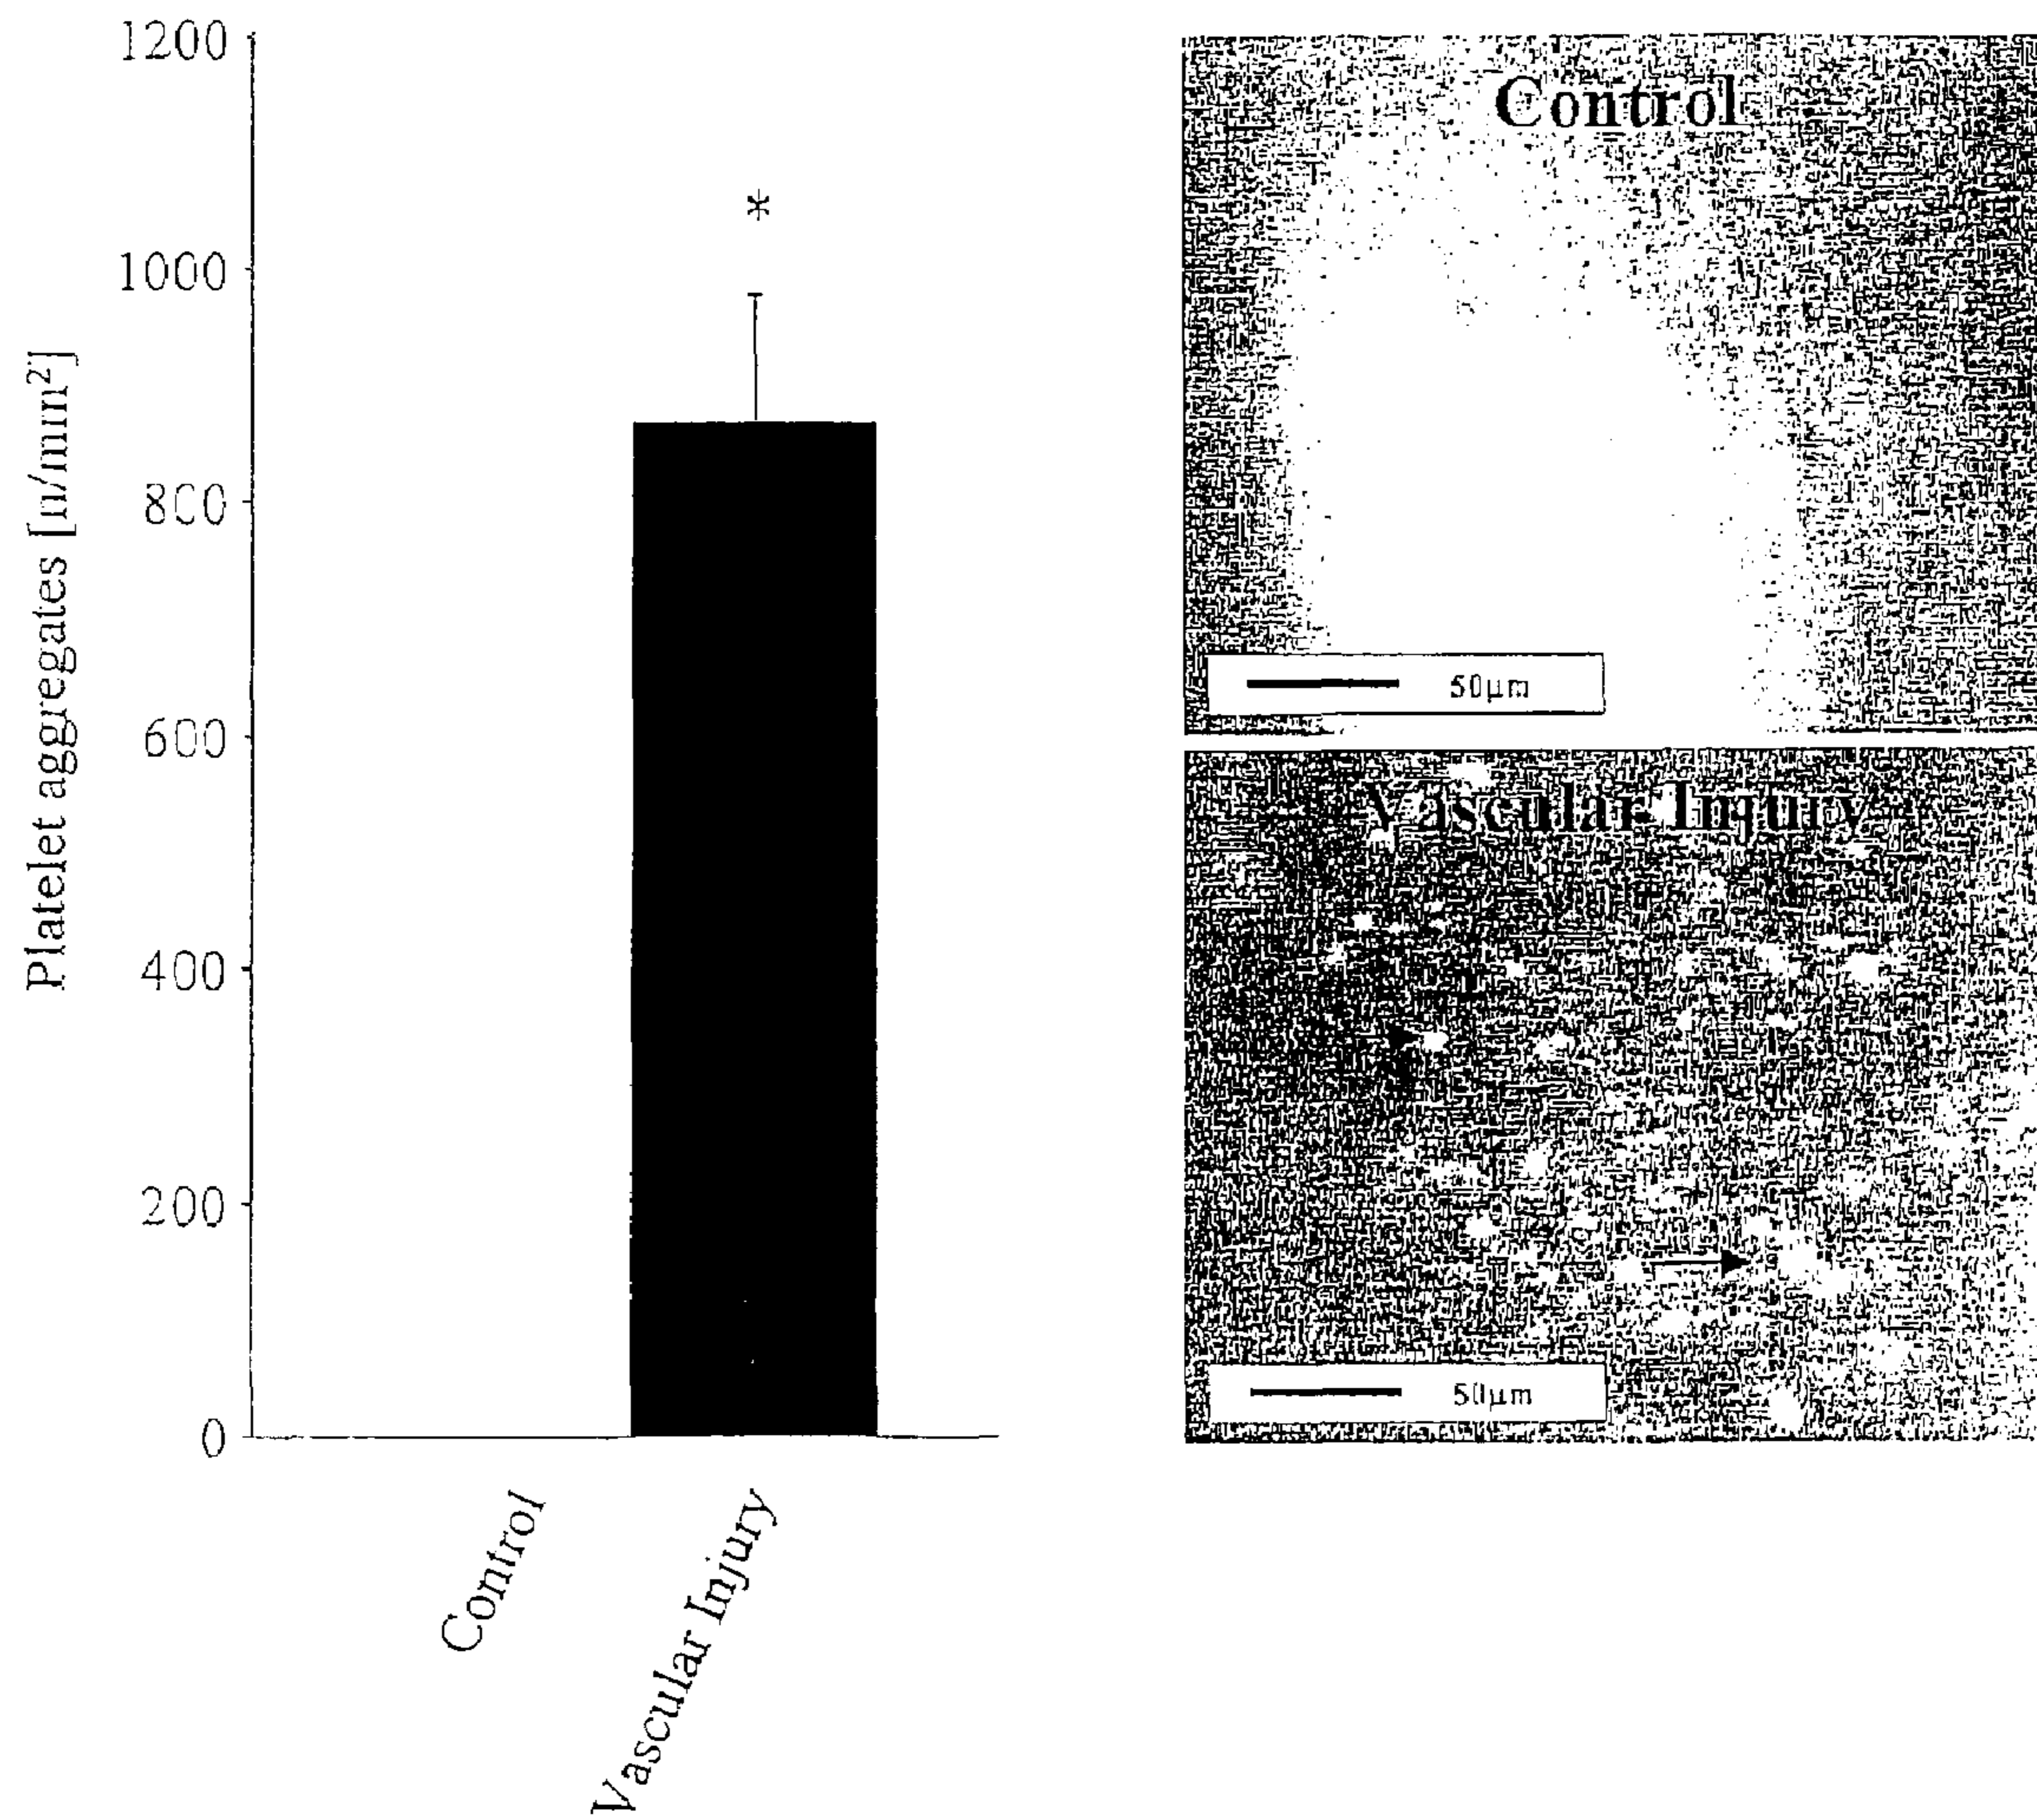 Platelet aggregates [n/mm²]
1200
1000
800
600
400
200
0
*
Control
Vascular Injury
Control
50µm
Vascular Injury
50µm